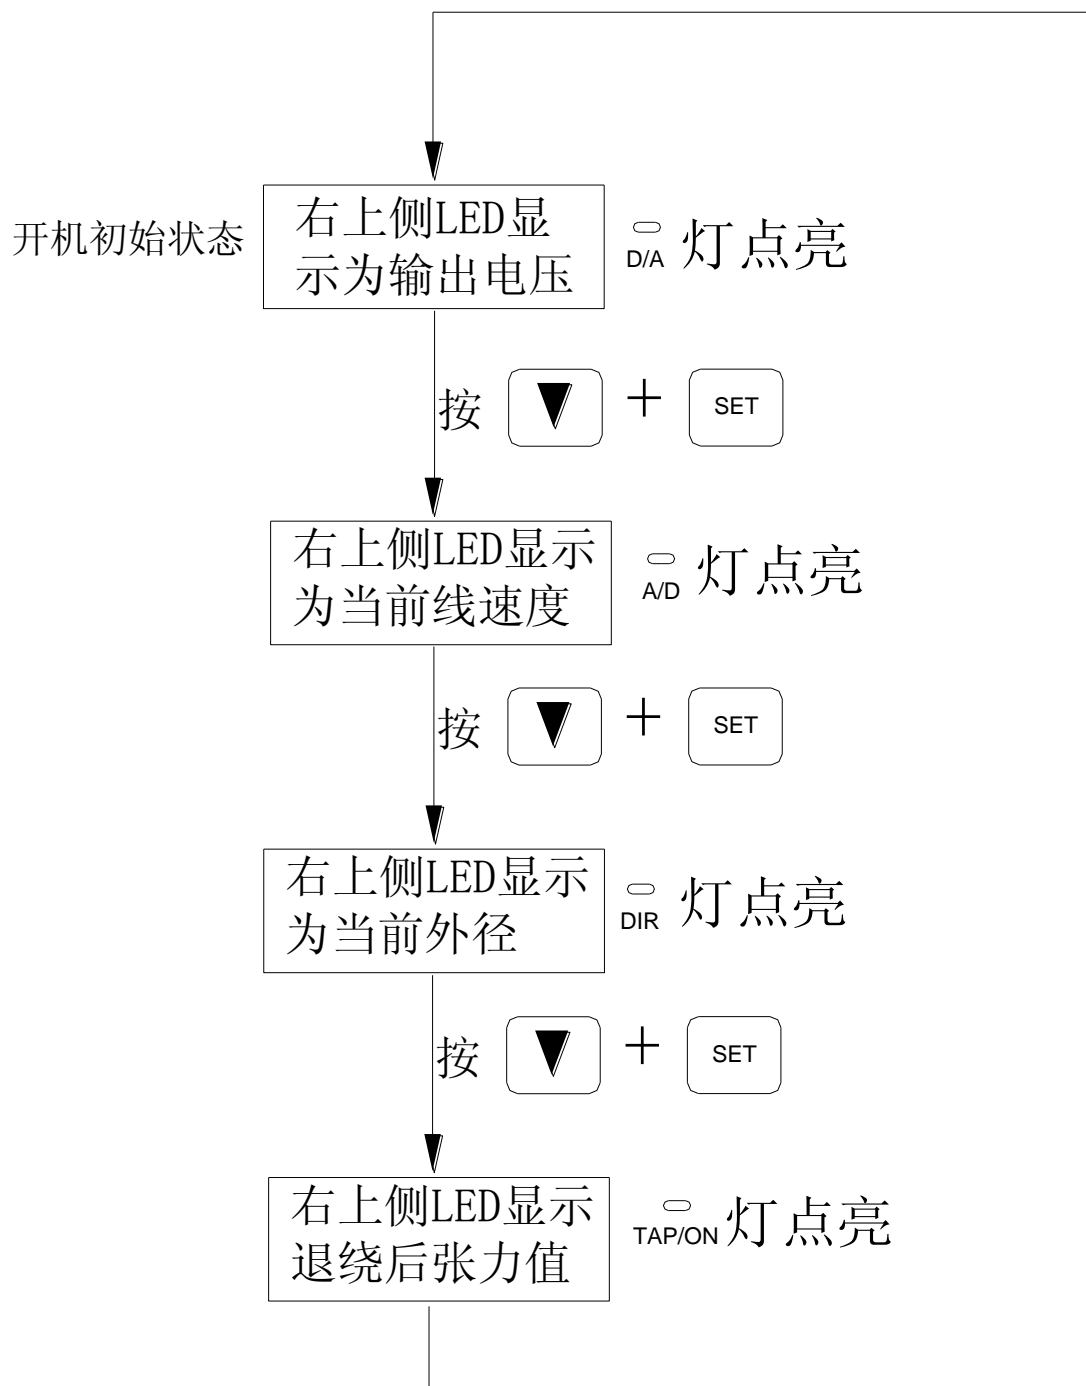 右上侧LED显
示为输出电压
开机初始状态
D/A 灯点亮
按 + SET
右上侧LED显示
为当前线速度
A/D 灯点亮
按 + SET
右上侧LED显示
为当前外径
DIR 灯点亮
按 + SET
右上侧LED显示
退绕后张力值
TAP/ON 灯点亮